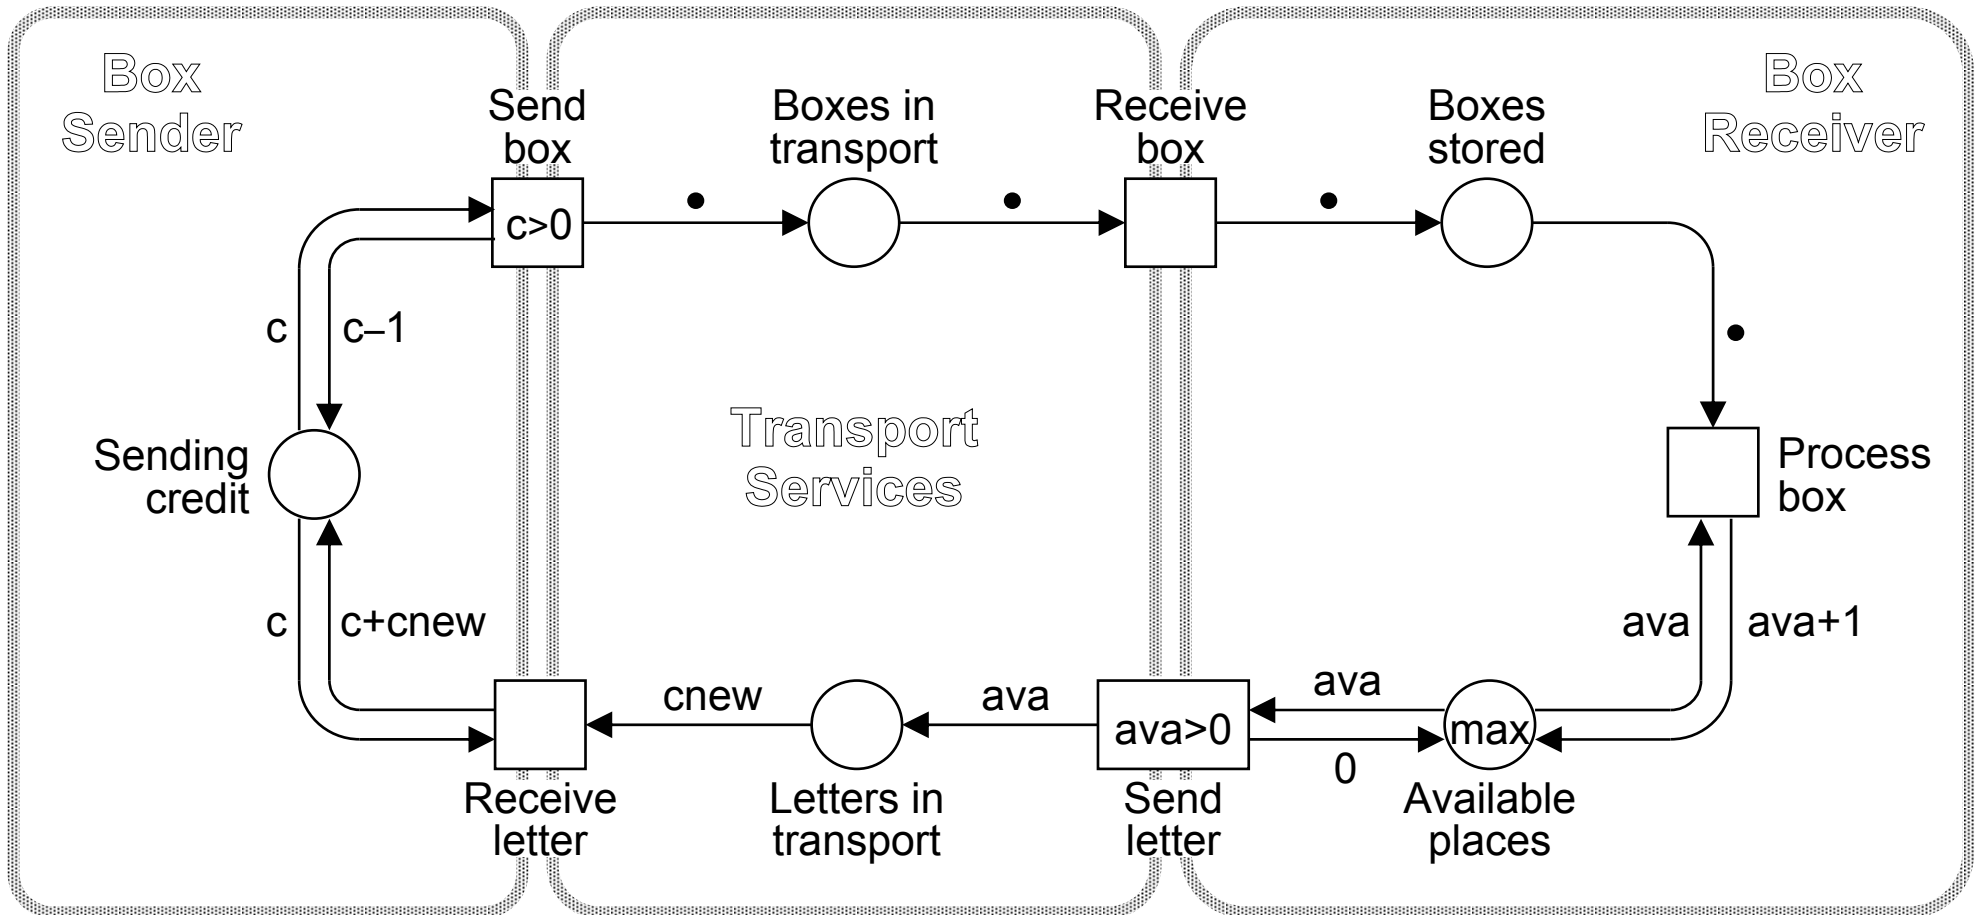 Box
Sender
Send
box
Boxes in
transport
Receive
box
Boxes
stored
Box
Receiver
c>0
c
c–1
Transport
Services
Sending
credit
Process
box
c
c+cnew
ava
ava+1
cnew
ava
ava
ava>0
max
0
Receive
letter
Letters in
transport
Send
letter
Available
places